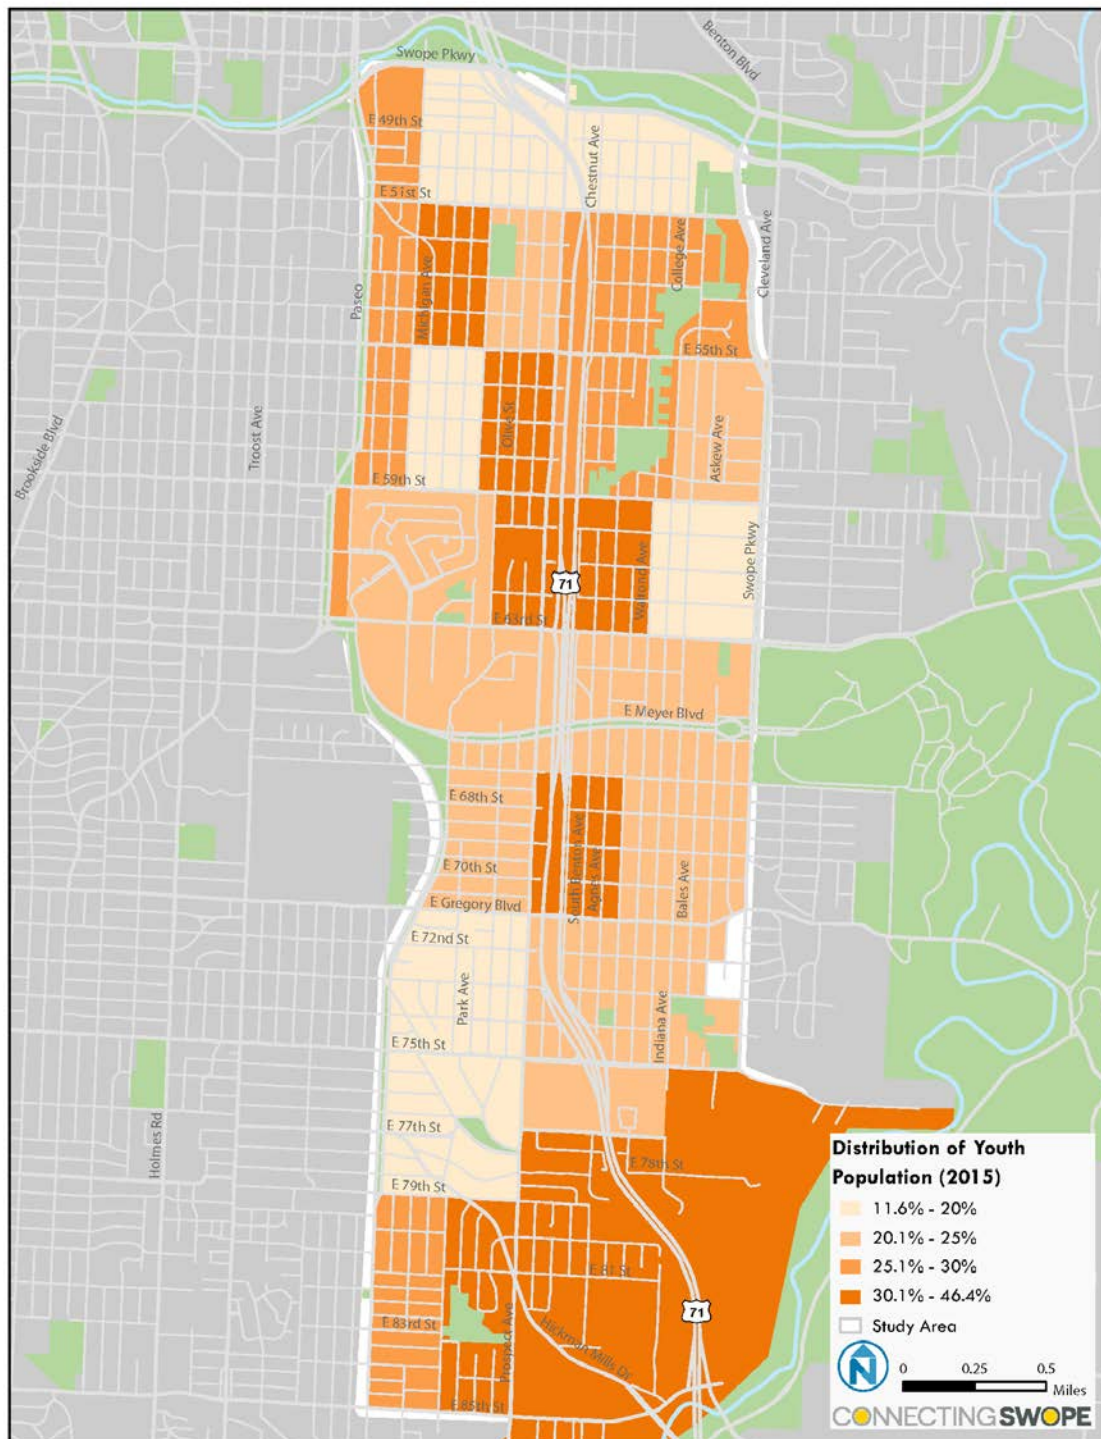 Swope Pkwy
Benton Blvd
E 49th St
Chestnut Ave
E 51st St
College Ave
Cleveland Ave
Michigan Ave
Paseo
E 55th St
Olive St
Askew Ave
Troost Ave
Brookside Blvd
E 59th St
Swope Pkwy
71
Walrond Ave
E 63rd St
E Meyer Blvd
E 68th St
South Benton Ave
Agnes Ave
E 70th St
Bales Ave
E Gregory Blvd
E 72nd St
Park Ave
Indiana Ave
E 75th St
Holmes Rd
E 77th St
E 78th St
E 79th St
E 81 St
71
E 83rd St
Prospect Ave
Hickman Mills Dr
E 85th St
Distribution of Youth
Population (2015)
11.6% - 20%
20.1% - 25%
25.1% - 30%
30.1% - 46.4%
Study Area
N
0 0.25 0.5
Miles
CONNECTINGSWOPE